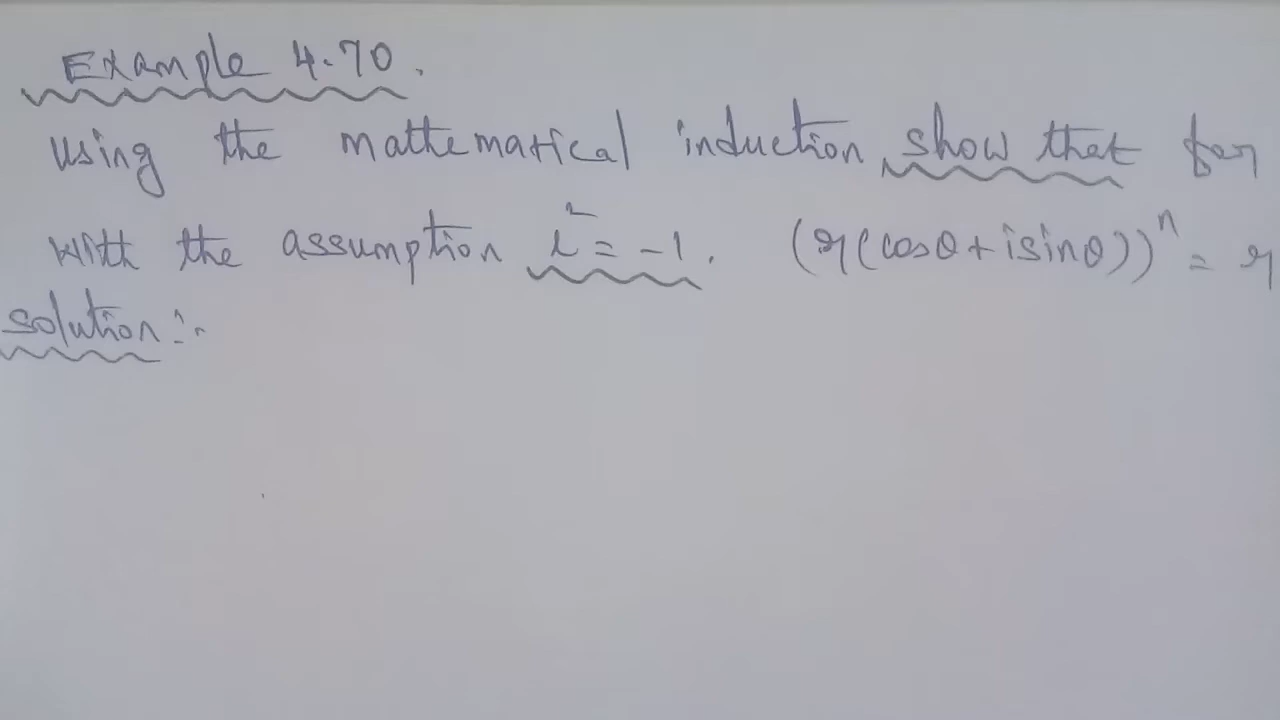 Example 4.70.
Using the mathematical induction, show that for
with the assumption i² = -1. (r(cosθ + isinθ))ⁿ = r
Solution:-